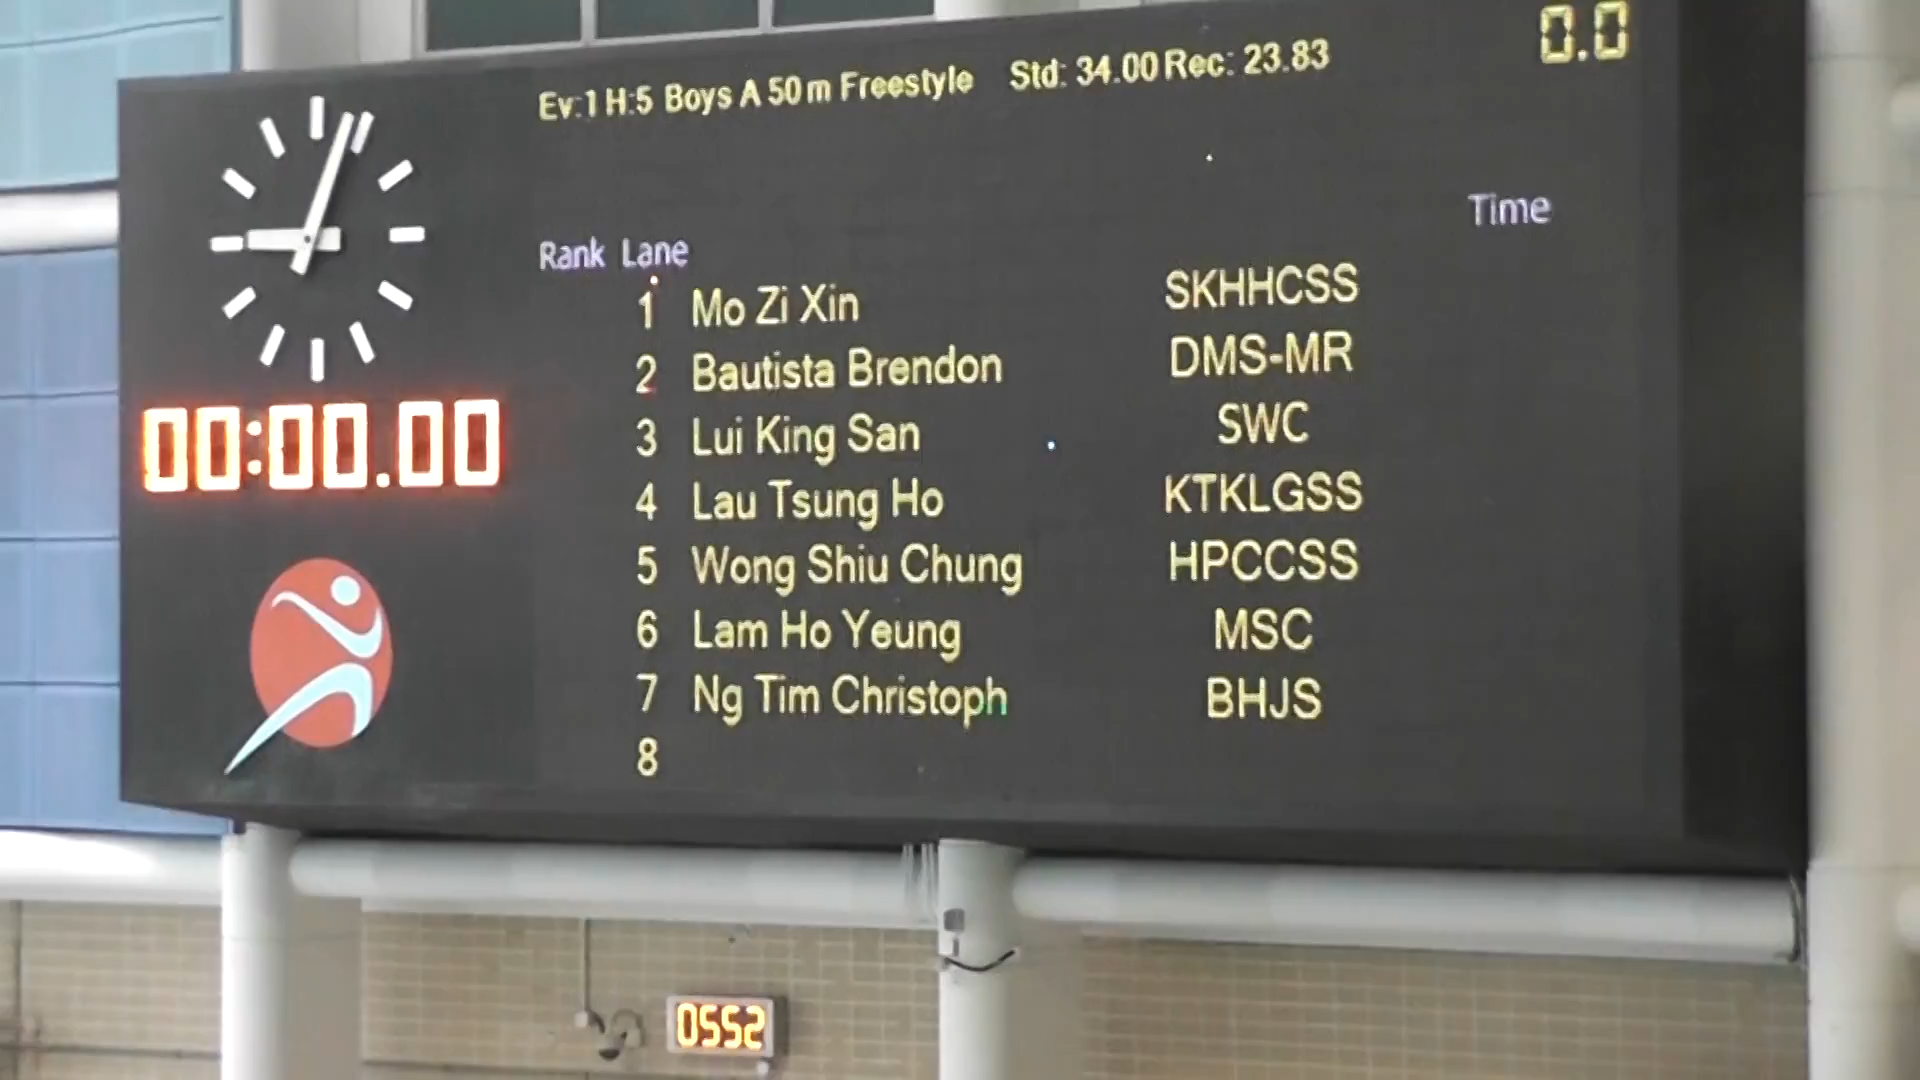 Ev:1 H:5 Boys A 50m Freestyle Std: 34.00 Rec: 23.83 0.0
Rank Lane Time
1 Mo Zi Xin SKHHCSS
2 Bautista Brendon DMS-MR
3 Lui King San SWC
4 Lau Tsung Ho KTKLGSS
5 Wong Shiu Chung HPCCSS
6 Lam Ho Yeung MSC
7 Ng Tim Christoph BHJS
8
00:00.00
0552